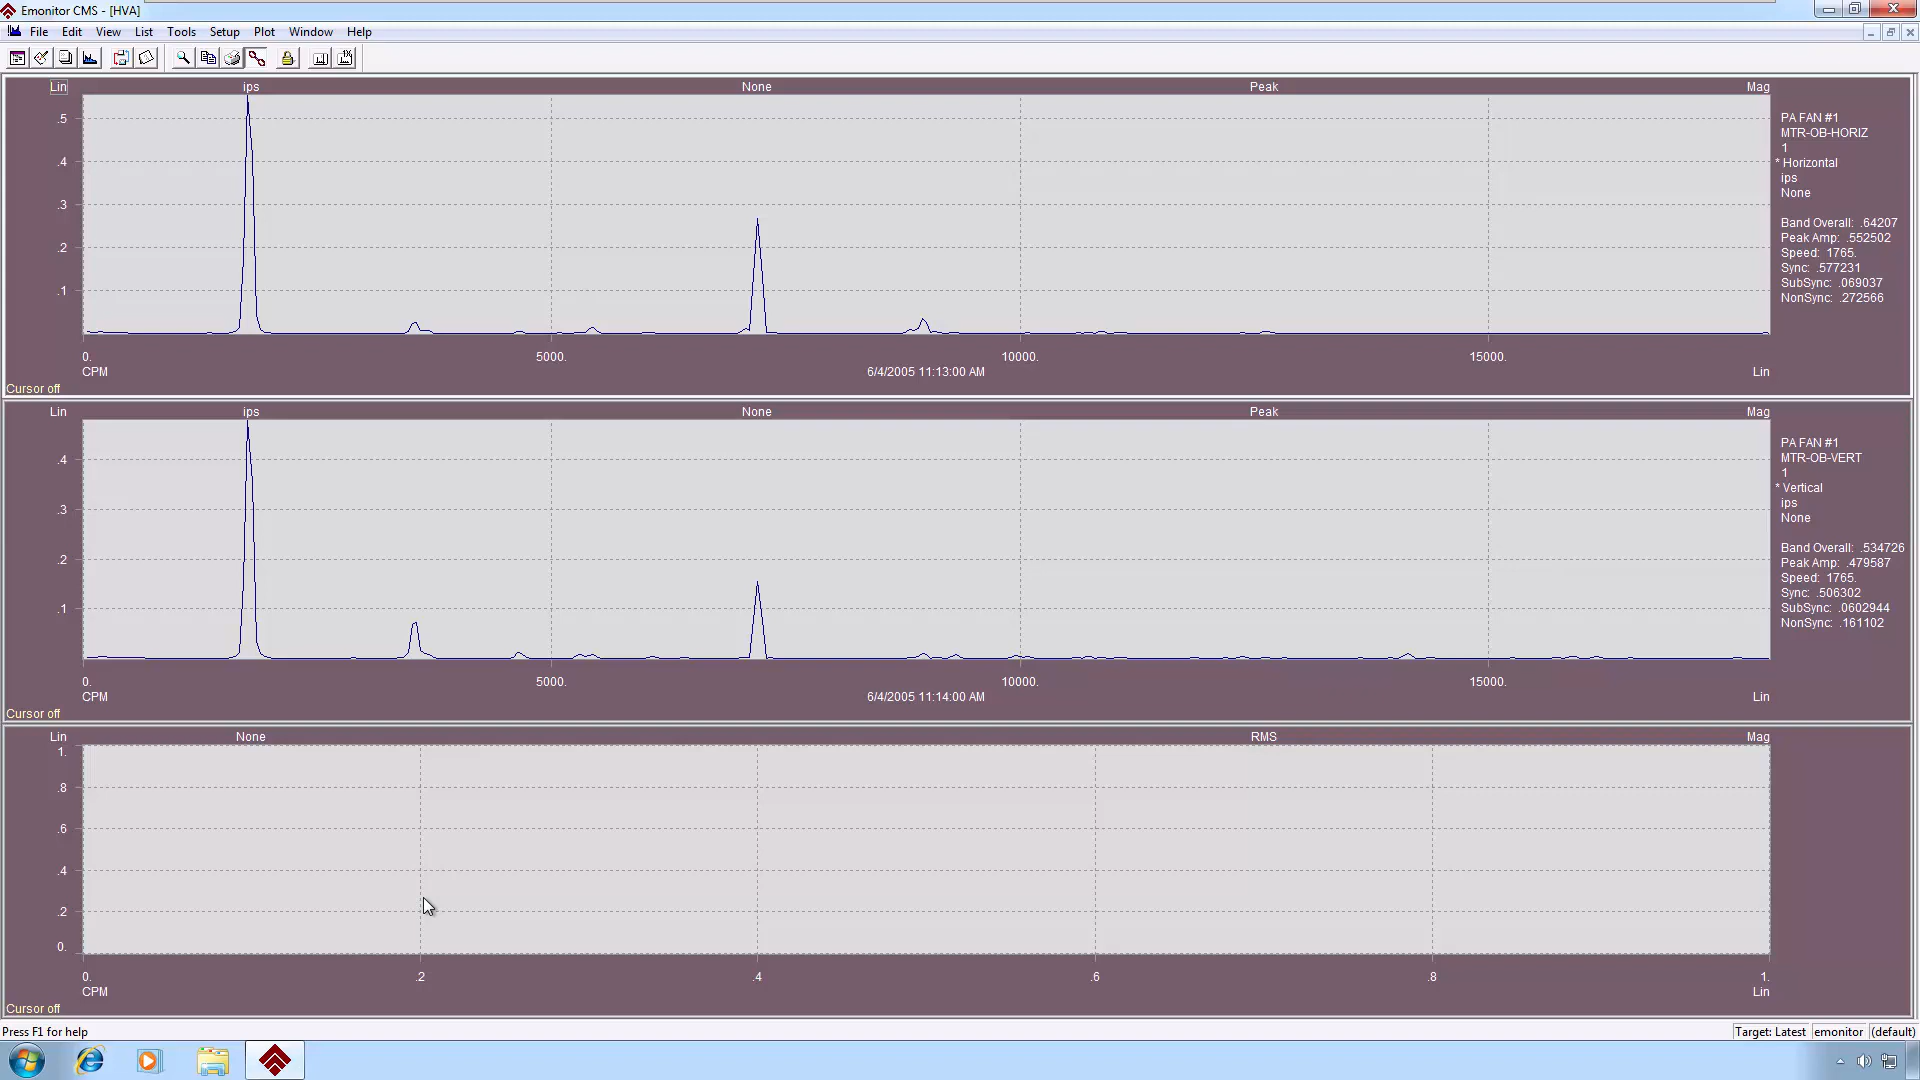 Emonitor CMS - [HVA]
File Edit View List Tools Setup Plot Window Help
Lin ips None Peak Mag
.5
.4
.3
.2
.1
0. 5000. 10000. 15000.
CPM 6/4/2005 11:13:00 AM Lin
Cursor off
PA FAN #1
MTR-OB-HORIZ
1
* Horizontal
ips
None
Band Overall: .64207
Peak Amp: .552502
Speed: 1765.
Sync: .577231
SubSync: .069037
NonSync: .272566
Lin ips None Peak Mag
.4
.3
.2
.1
0. 5000. 10000. 15000.
CPM 6/4/2005 11:14:00 AM Lin
Cursor off
PA FAN #1
MTR-OB-VERT
1
* Vertical
ips
None
Band Overall: .534726
Peak Amp: .479587
Speed: 1765.
Sync: .506302
SubSync: .0602944
NonSync: .161102
Lin None RMS Mag
1.
.8
.6
.4
.2
0.
0. .2 .4 .6 .8 1.
CPM Lin
Cursor off
Press F1 for help Target: Latest emonitor (default)